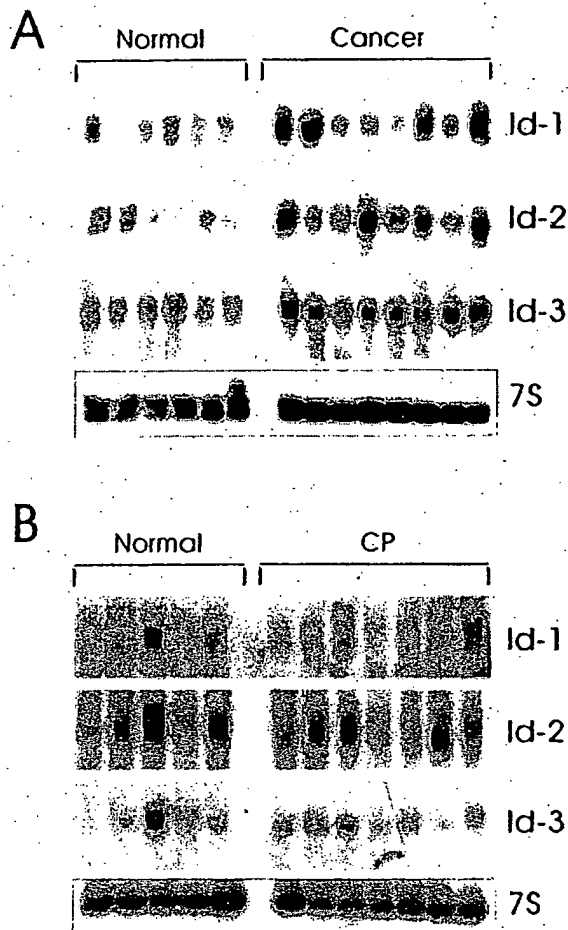 A
Normal Cancer
Id-1
Id-2
Id-3
7S
B
Normal CP
Id-1
Id-2
Id-3
7S